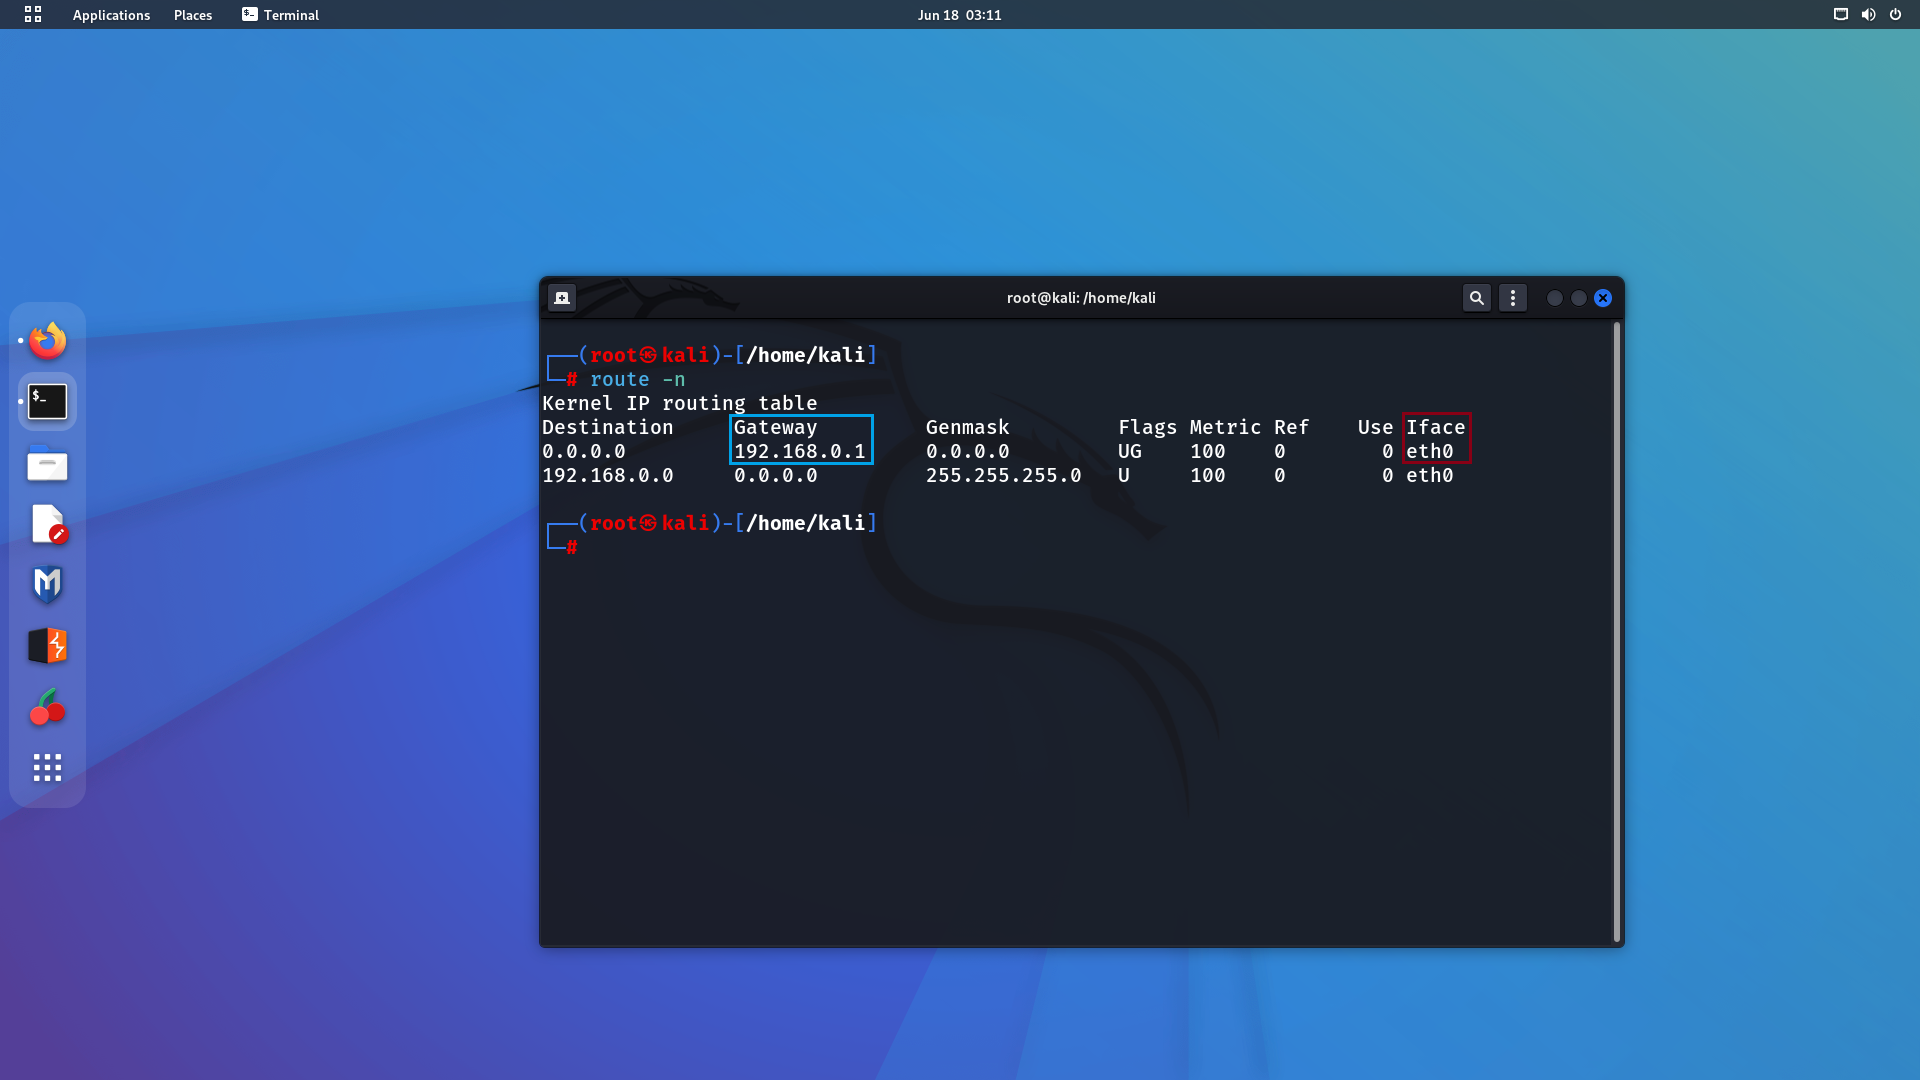 Applications Places Terminal Jun 18 03:11
root@kali: /home/kali
$_
┌──(root㉿kali)-[/home/kali]
└─# route -n
Kernel IP routing table
Destination Gateway Genmask Flags Metric Ref Use Iface
0.0.0.0 192.168.0.1 0.0.0.0 UG 100 0 0 eth0
192.168.0.0 0.0.0.0 255.255.255.0 U 100 0 0 eth0
┌──(root㉿kali)-[/home/kali]
└─#